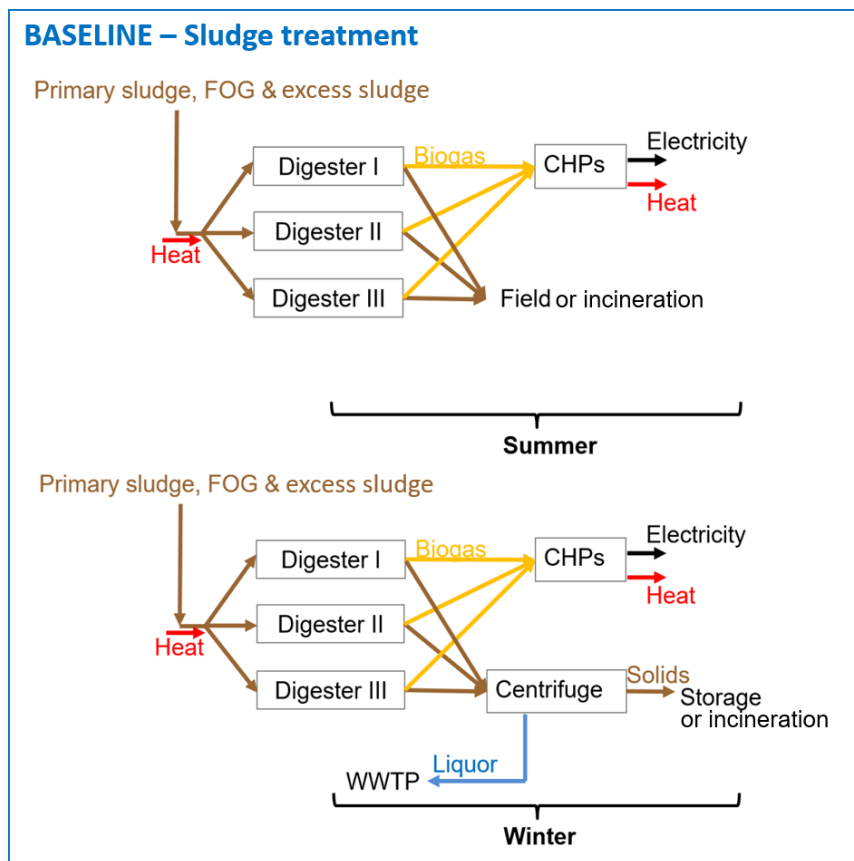 BASELINE – Sludge treatment
Primary sludge, FOG & excess sludge
Electricity
Digester I
Biogas
CHPs
Heat
Digester II
Heat
Digester III
Field or incineration
Summer
Primary sludge, FOG & excess sludge
Electricity
Digester I
Biogas
CHPs
Heat
Digester II
Heat
Digester III
Centrifuge
Solids
Storage
or incineration
Liquor
WWTP
Winter